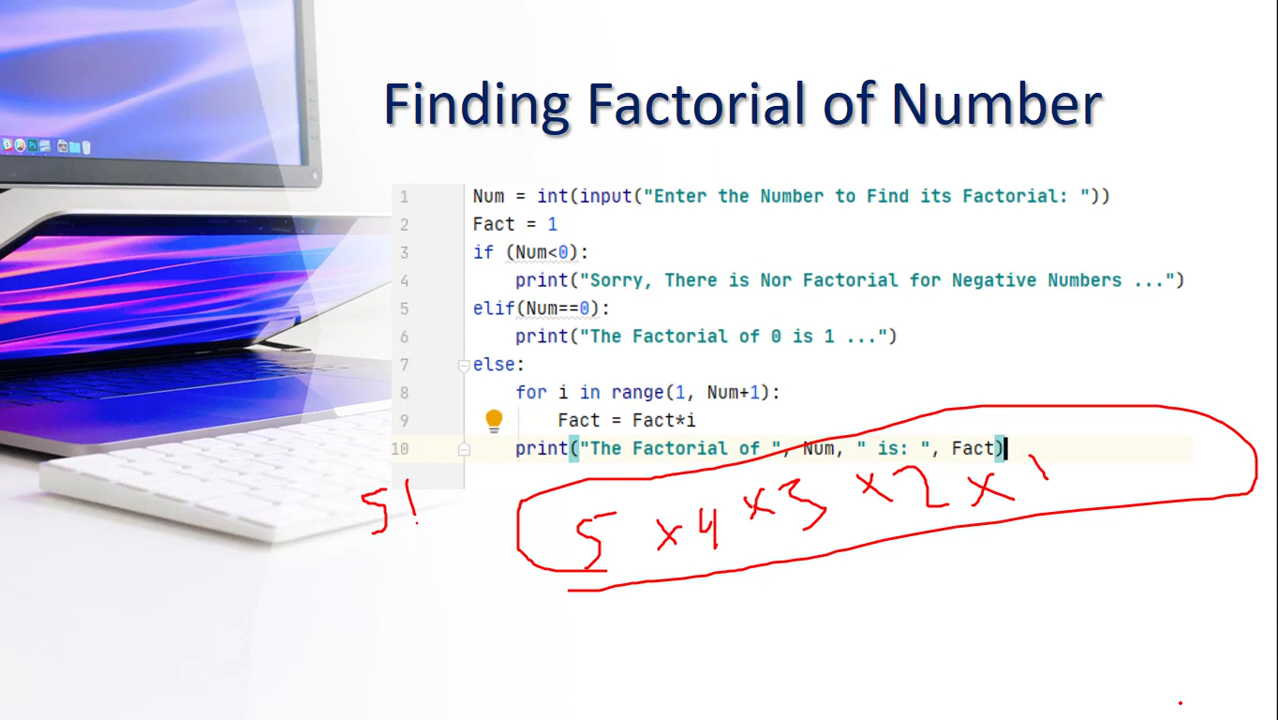 Finding Factorial of Number
1 Num = int(input("Enter the Number to Find its Factorial: "))
2 Fact = 1
3 if (Num<0):
4 print("Sorry, There is Nor Factorial for Negative Numbers ...")
5 elif(Num==0):
6 print("The Factorial of 0 is 1 ...")
7 else:
8 for i in range(1, Num+1):
9 Fact = Fact*i
10 print("The Factorial of ", Num, " is: ", Fact)
5! 5 x 4 x 3 x 2 x 1